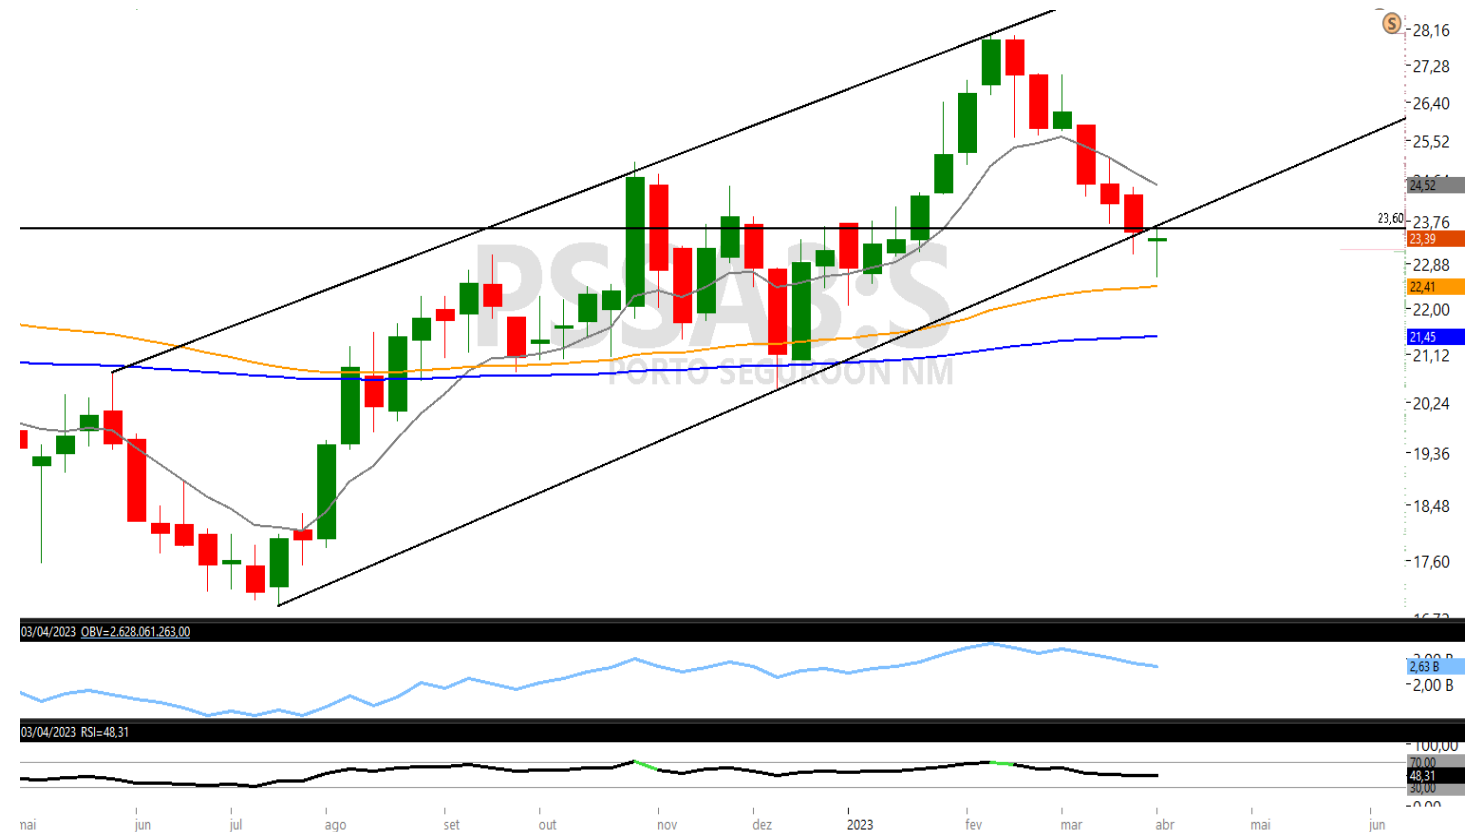 S
28,16
27,28
26,40
25,52
24,52
23,60
23,76
23,39
22,88
22,41
22,00
21,45
21,12
20,24
19,36
18,48
17,60
PSSA3:S
PORTO SEGUROON NM
03/04/2023 OBV=2.628.061.263,00
2,63 B
2,00 B
03/04/2023 RSI=48,31
100,00
70,00
48,31
30,00
0,00
mai jun jul ago set out nov dez 2023 fev mar abr mai jun